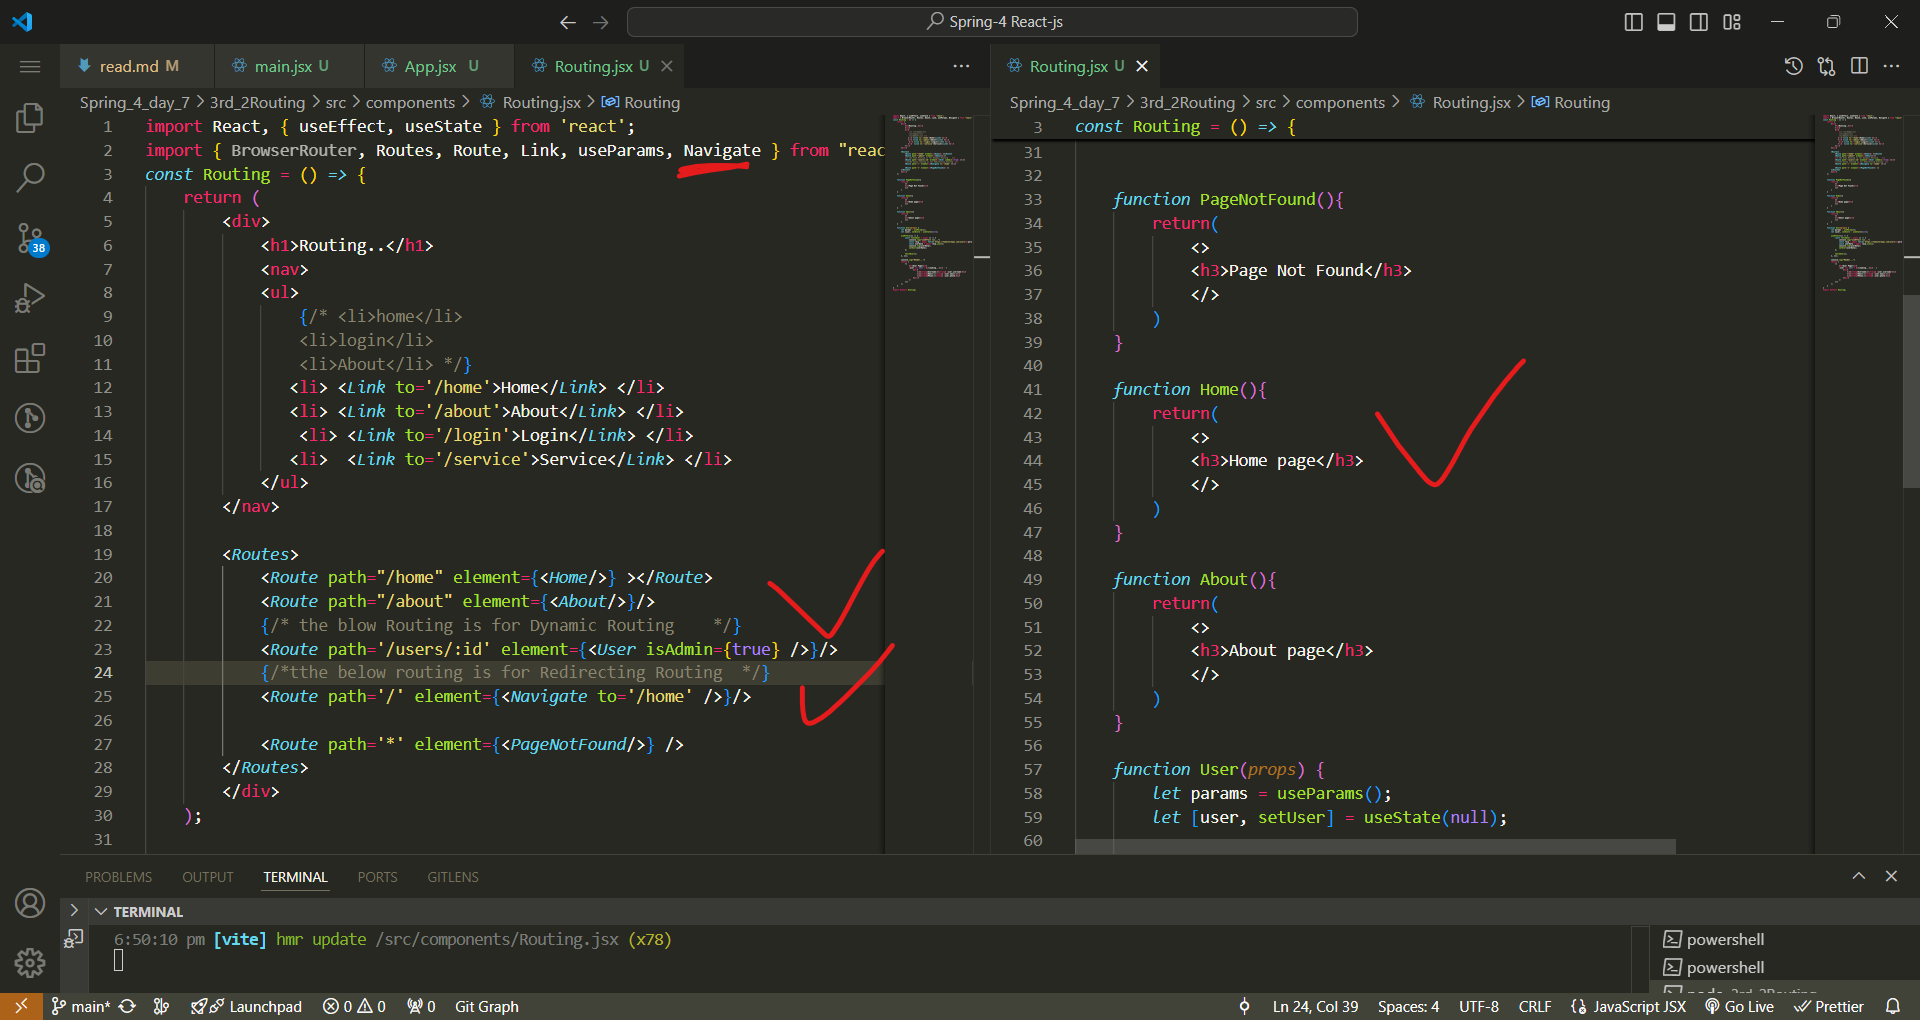 Spring-4 React-js
read.md M
main.jsx U
App.jsx U
Routing.jsx U
Routing.jsx U
Spring_4_day_7 > 3rd_2Routing > src > components > Routing.jsx > Routing
1 import React, { useEffect, useState } from 'react';
2 import { BrowserRouter, Routes, Route, Link, useParams, Navigate } from "reac
3 const Routing = () => {
4 return (
5 <div>
6 <h1>Routing..</h1>
7 <nav>
8 <ul>
9 {/* <li>home</li>
10 <li>login</li>
11 <li>About</li> */}
12 <li> <Link to='/home'>Home</Link> </li>
13 <li> <Link to='/about'>About</Link> </li>
14 <li> <Link to='/login'>Login</Link> </li>
15 <li>  <Link to='/service'>Service</Link> </li>
16 </ul>
17 </nav>
18
19 <Routes>
20 <Route path="/home" element={<Home/>} ></Route>
21 <Route path="/about" element={<About/>}/>
22 {/* the blow Routing is for Dynamic Routing    */}
23 <Route path='/users/:id' element={<User isAdmin={true} />}/>
24 {/*tthe below routing is for Redirecting Routing  */}
25 <Route path='/' element={<Navigate to='/home' />}/>
26
27 <Route path='*' element={<PageNotFound/>} />
28 </Routes>
29 </div>
30 );
31
Spring_4_day_7 > 3rd_2Routing > src > components > Routing.jsx > Routing
3 const Routing = () => {
31
32
33 function PageNotFound(){
34 return(
35 <>
36 <h3>Page Not Found</h3>
37 </>
38 )
39 }
40
41 function Home(){
42 return(
43 <>
44 <h3>Home page</h3>
45 </>
46 )
47 }
48
49 function About(){
50 return(
51 <>
52 <h3>About page</h3>
53 </>
54 )
55 }
56
57 function User(props) {
58 let params = useParams();
59 let [user, setUser] = useState(null);
60
38
PROBLEMS OUTPUT TERMINAL PORTS GITLENS
TERMINAL
6:50:10 pm [vite] hmr update /src/components/Routing.jsx (x78)
powershell
powershell
main* Launchpad 0 0 0 Git Graph
Ln 24, Col 39 Spaces: 4 UTF-8 CRLF JavaScript JSX Go Live Prettier